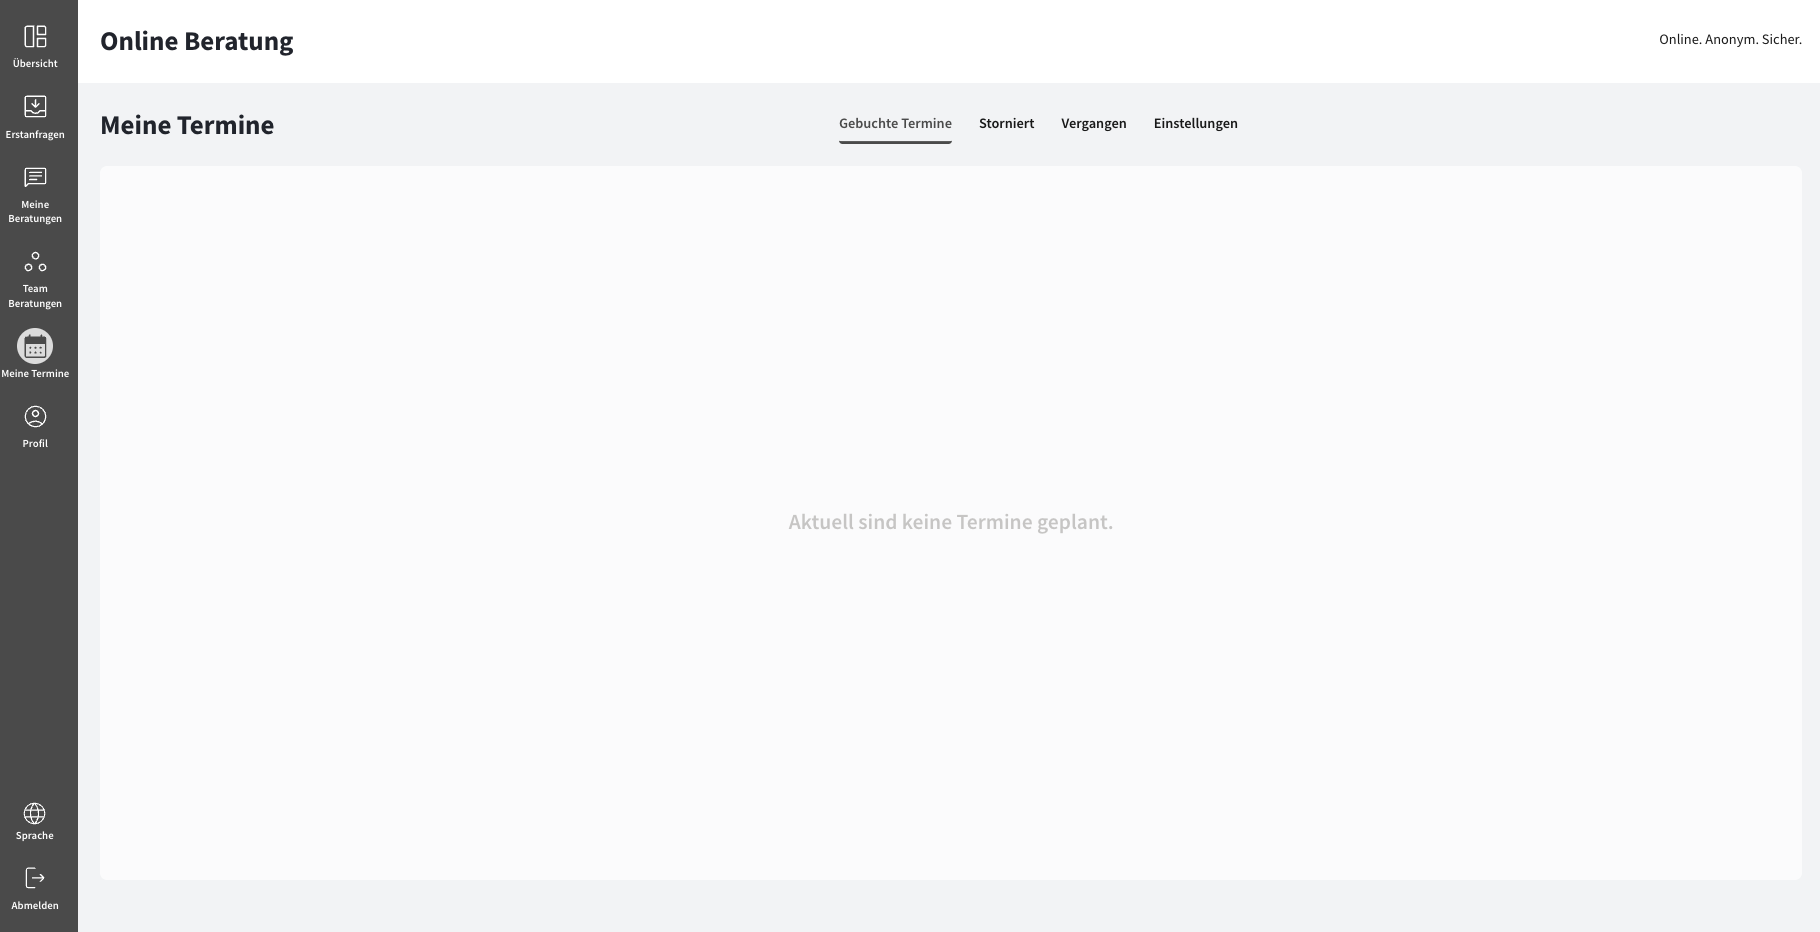 Online Beratung
Online. Anonym. Sicher.
Übersicht
Erstanfragen
Meine
Beratungen
Team
Beratungen
Meine Termine
Profil
Sprache
Abmelden
Meine Termine
Gebuchte Termine
Storniert
Vergangen
Einstellungen
Aktuell sind keine Termine geplant.